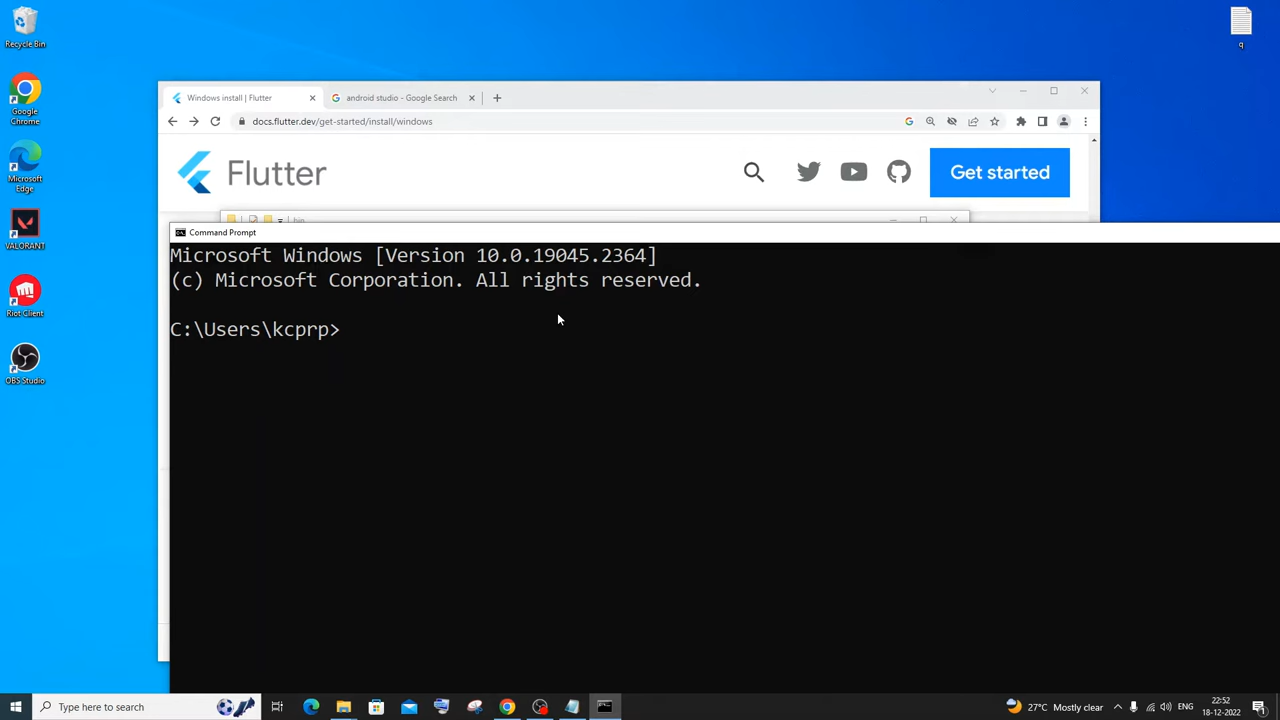 Recycle Bin
Google
Chrome
Microsoft
Edge
VALORANT
Riot Client
OBS Studio
q
Windows install | Flutter
android studio - Google Search
docs.flutter.dev/get-started/install/windows
Flutter
Get started
bin
Command Prompt
Microsoft Windows [Version 10.0.19045.2364]
(c) Microsoft Corporation. All rights reserved.
C:\Users\kcprp>
Type here to search
27°C Mostly clear
ENG
22:52
18-12-2022
1